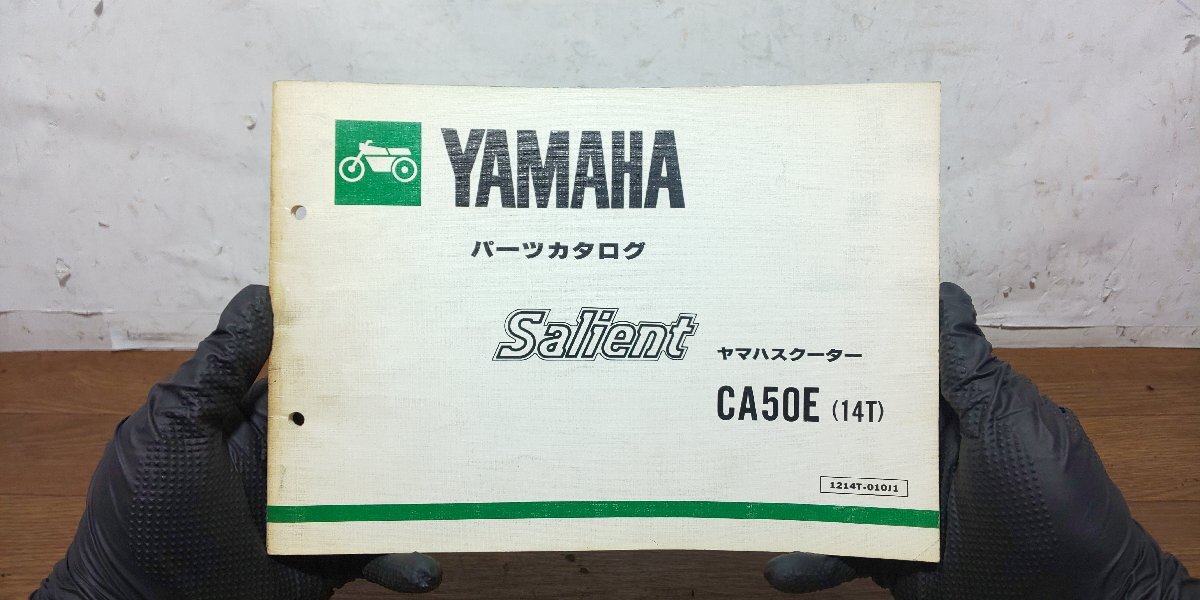 YAMAHA
パーツカタログ
Salient
ヤマハスクーター
CA50E (14T)
1214T-010J1